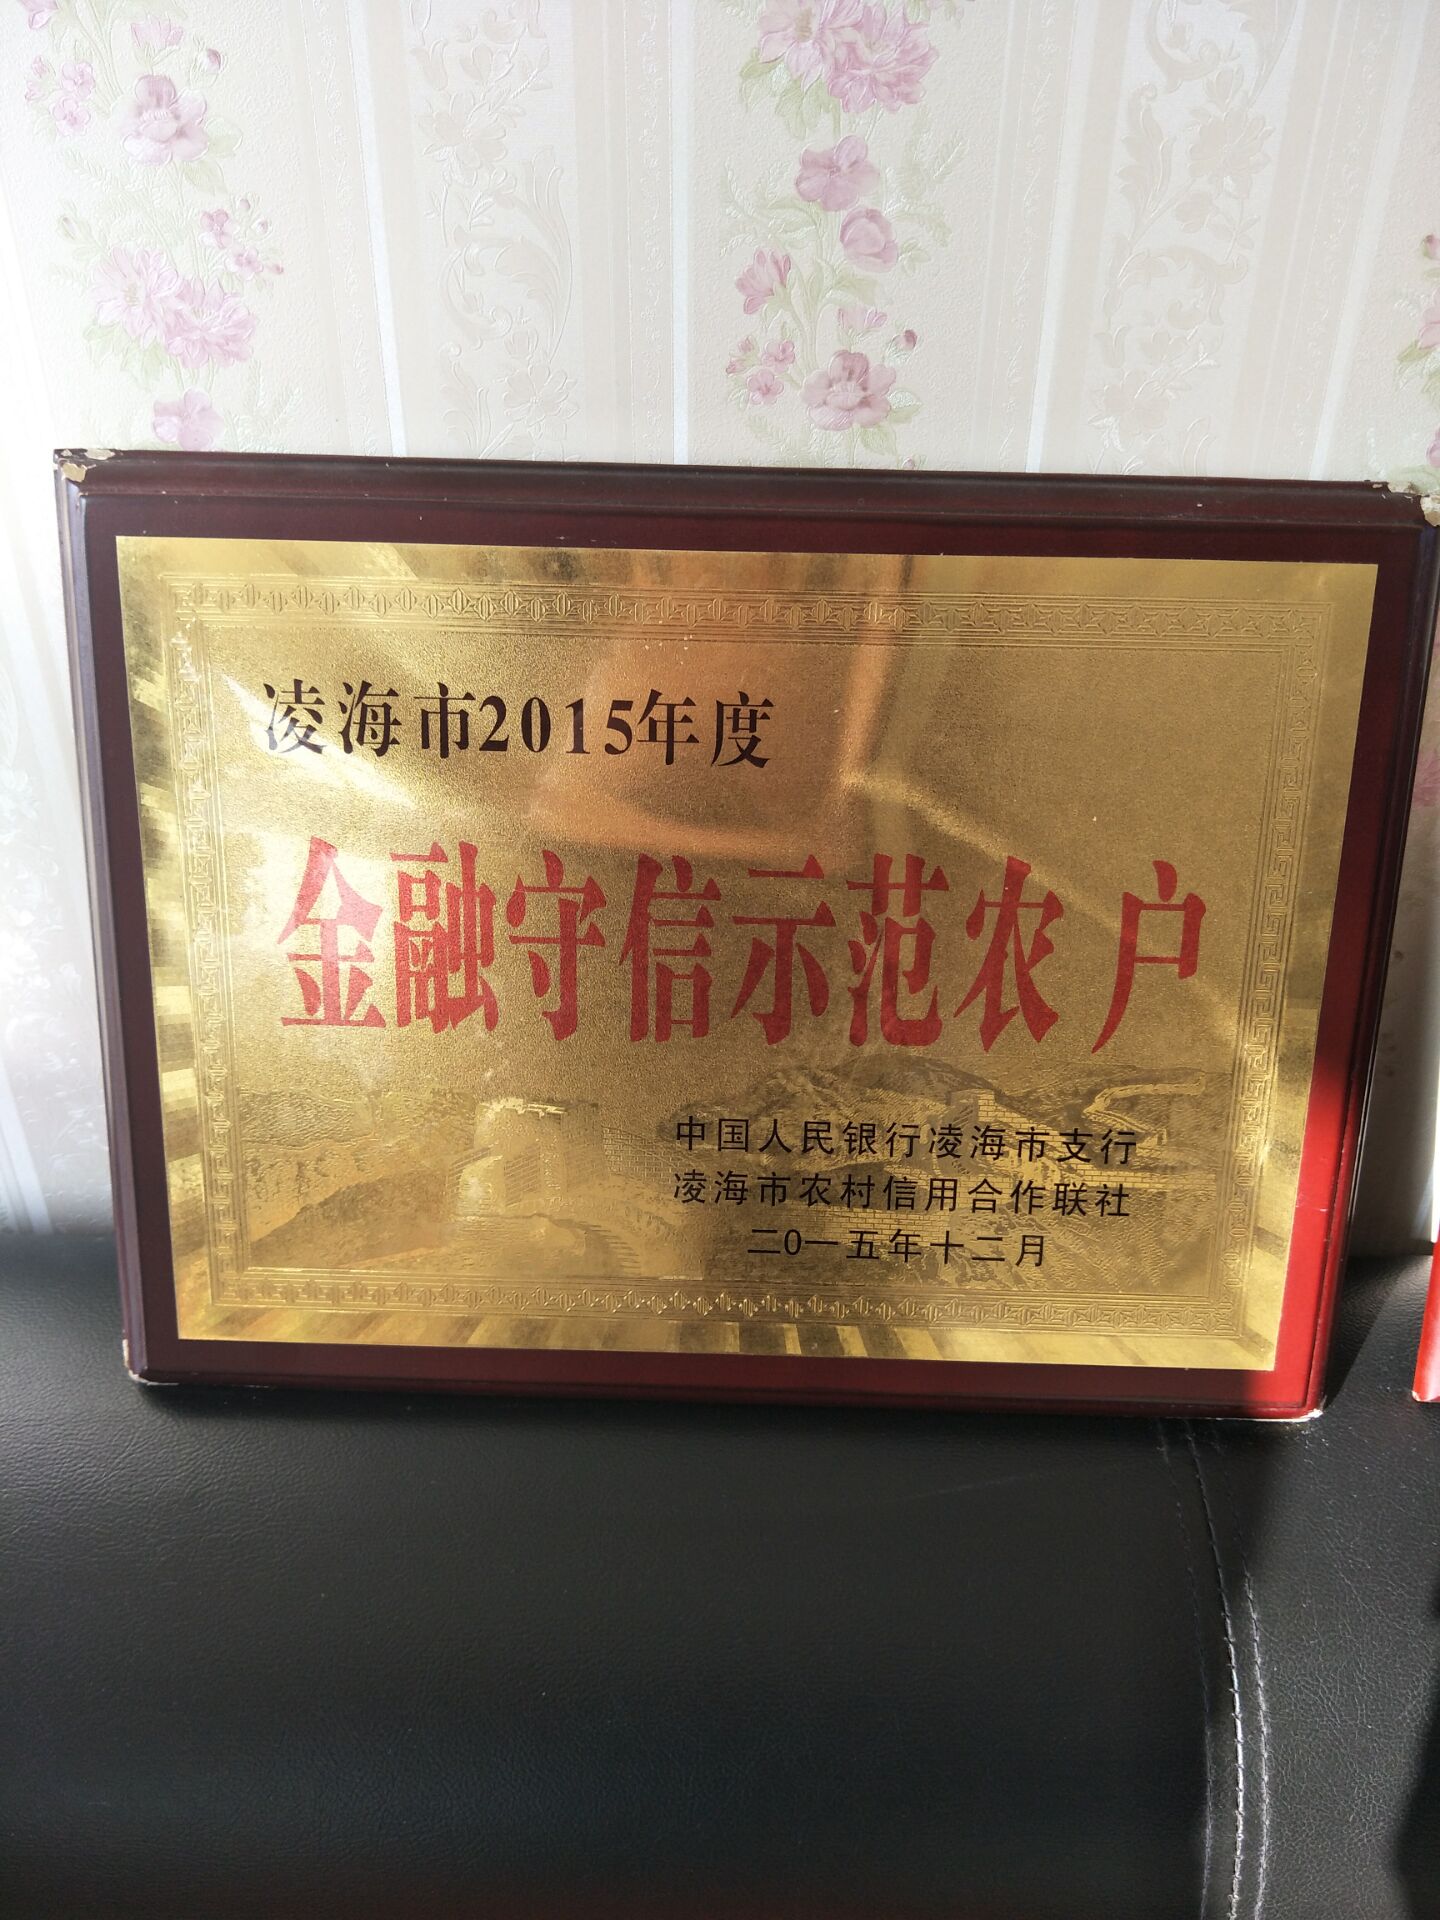 凌海市2015年度
金融守信示范农户
中国人民银行凌海市支行
凌海市农村信用合作联社
二0一五年十二月